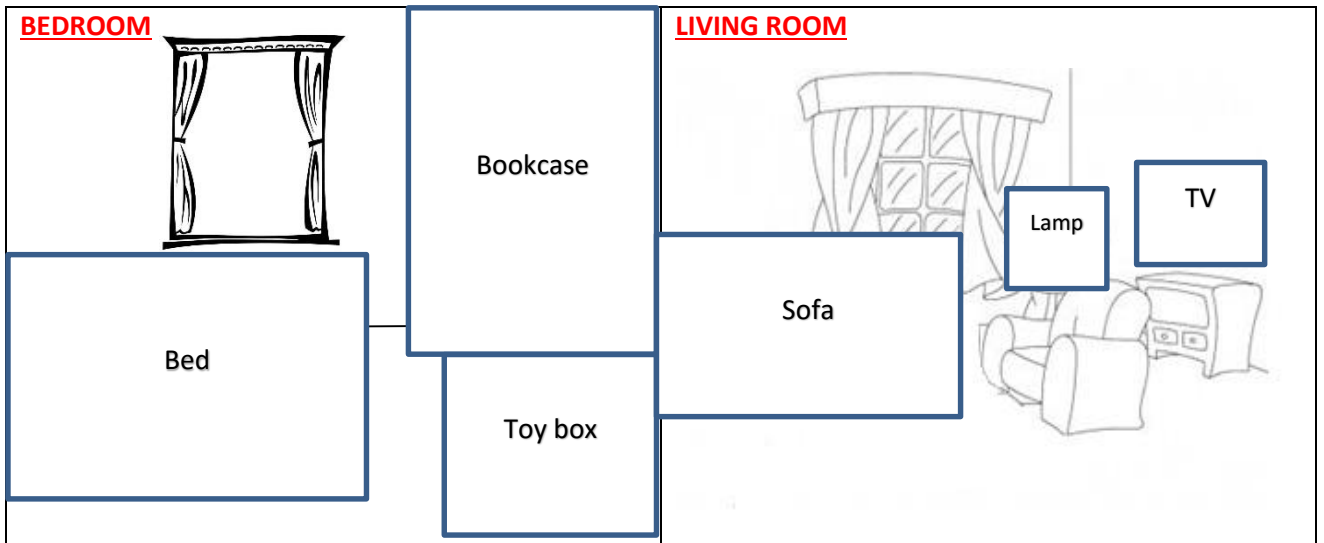 BEDROOM
Bookcase
Bed
Toy box
LIVING ROOM
TV
Lamp
Sofa